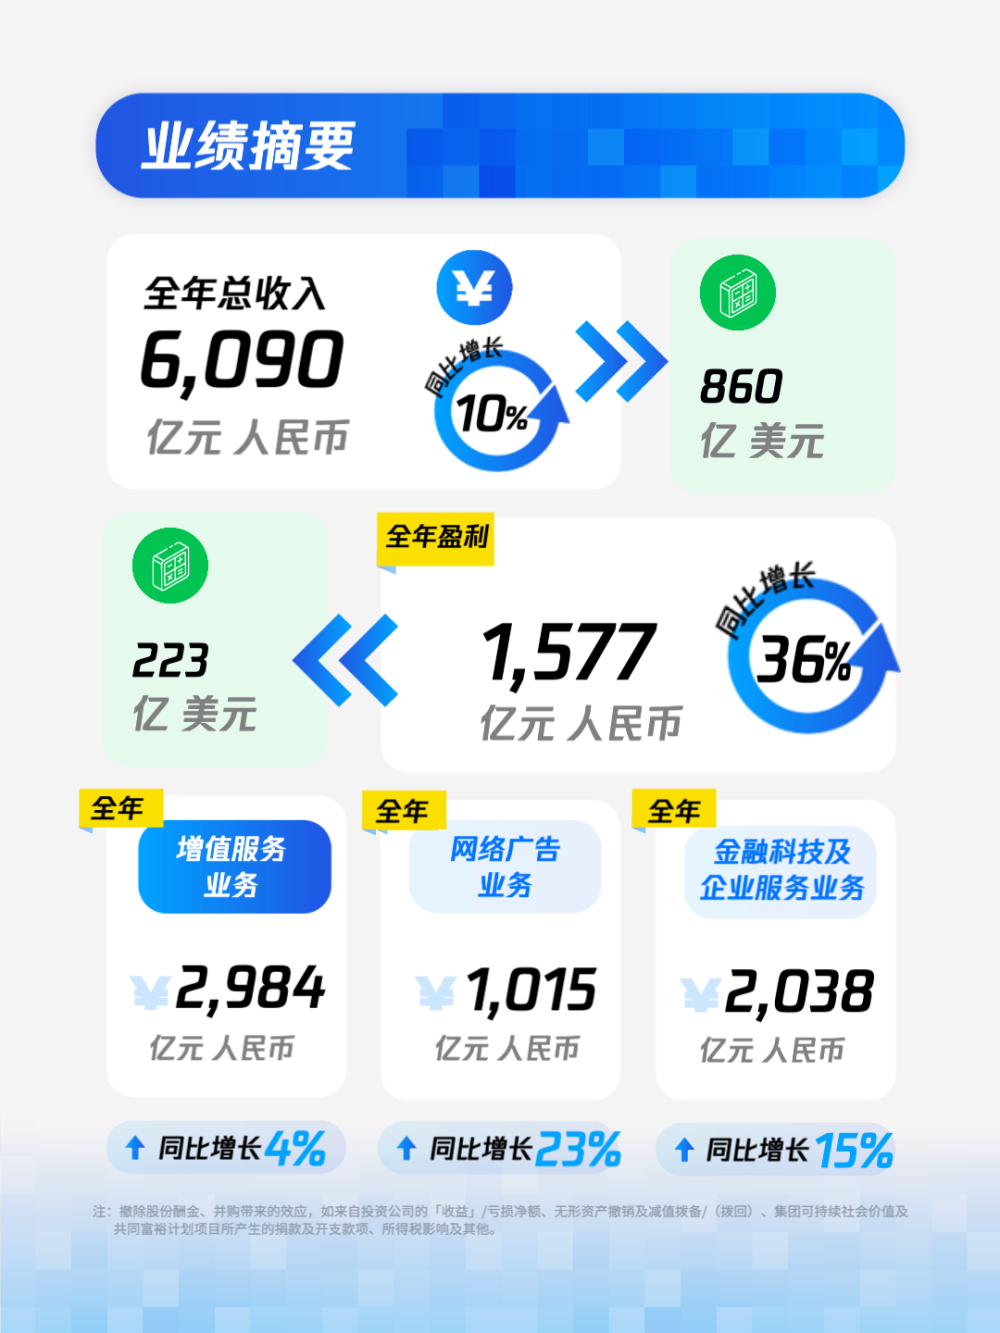 业绩摘要
全年总收入
¥
6,090
亿元 人民币
同比增长
10%
860
亿 美元
223
亿 美元
全年盈利
1,577
亿元 人民币
同比增长
36%
全年
增值服务
业务
¥2,984
亿元 人民币
同比增长4%
全年
网络广告
业务
¥1,015
亿元 人民币
同比增长23%
全年
金融科技及
企业服务业务
¥2,038
亿元 人民币
同比增长15%
注：撤除股份酬金、并购带来的效应，如来自投资公司的「收益」/亏损净额、无形资产撤销及减值拨备/（拨回）、集团可持续社会价值及
共同富裕计划项目所产生的捐款及开支款项、所得税影响及其他。